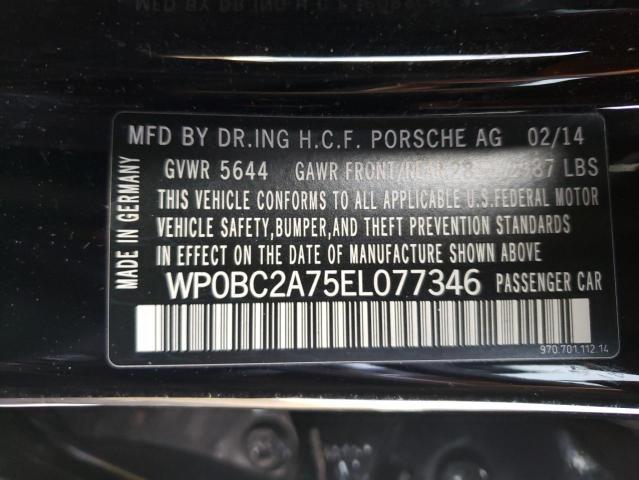 MFD BY DR.ING H.C.F. PORSCHE AG 02/14
GVWR 5644 GAWR FRONT/REAR LBS
THIS VEHICLE CONFORMS TO ALL APPLICABLE U.S.FEDERAL MOTOR
VEHICLE SAFETY,BUMPER,AND THEFT PREVENTION STANDARDS
IN EFFECT ON THE DATE OF MANUFACTURE SHOWN ABOVE
WP0BC2A75EL077346 PASSENGER CAR
970.701.112.14
MADE IN GERMANY